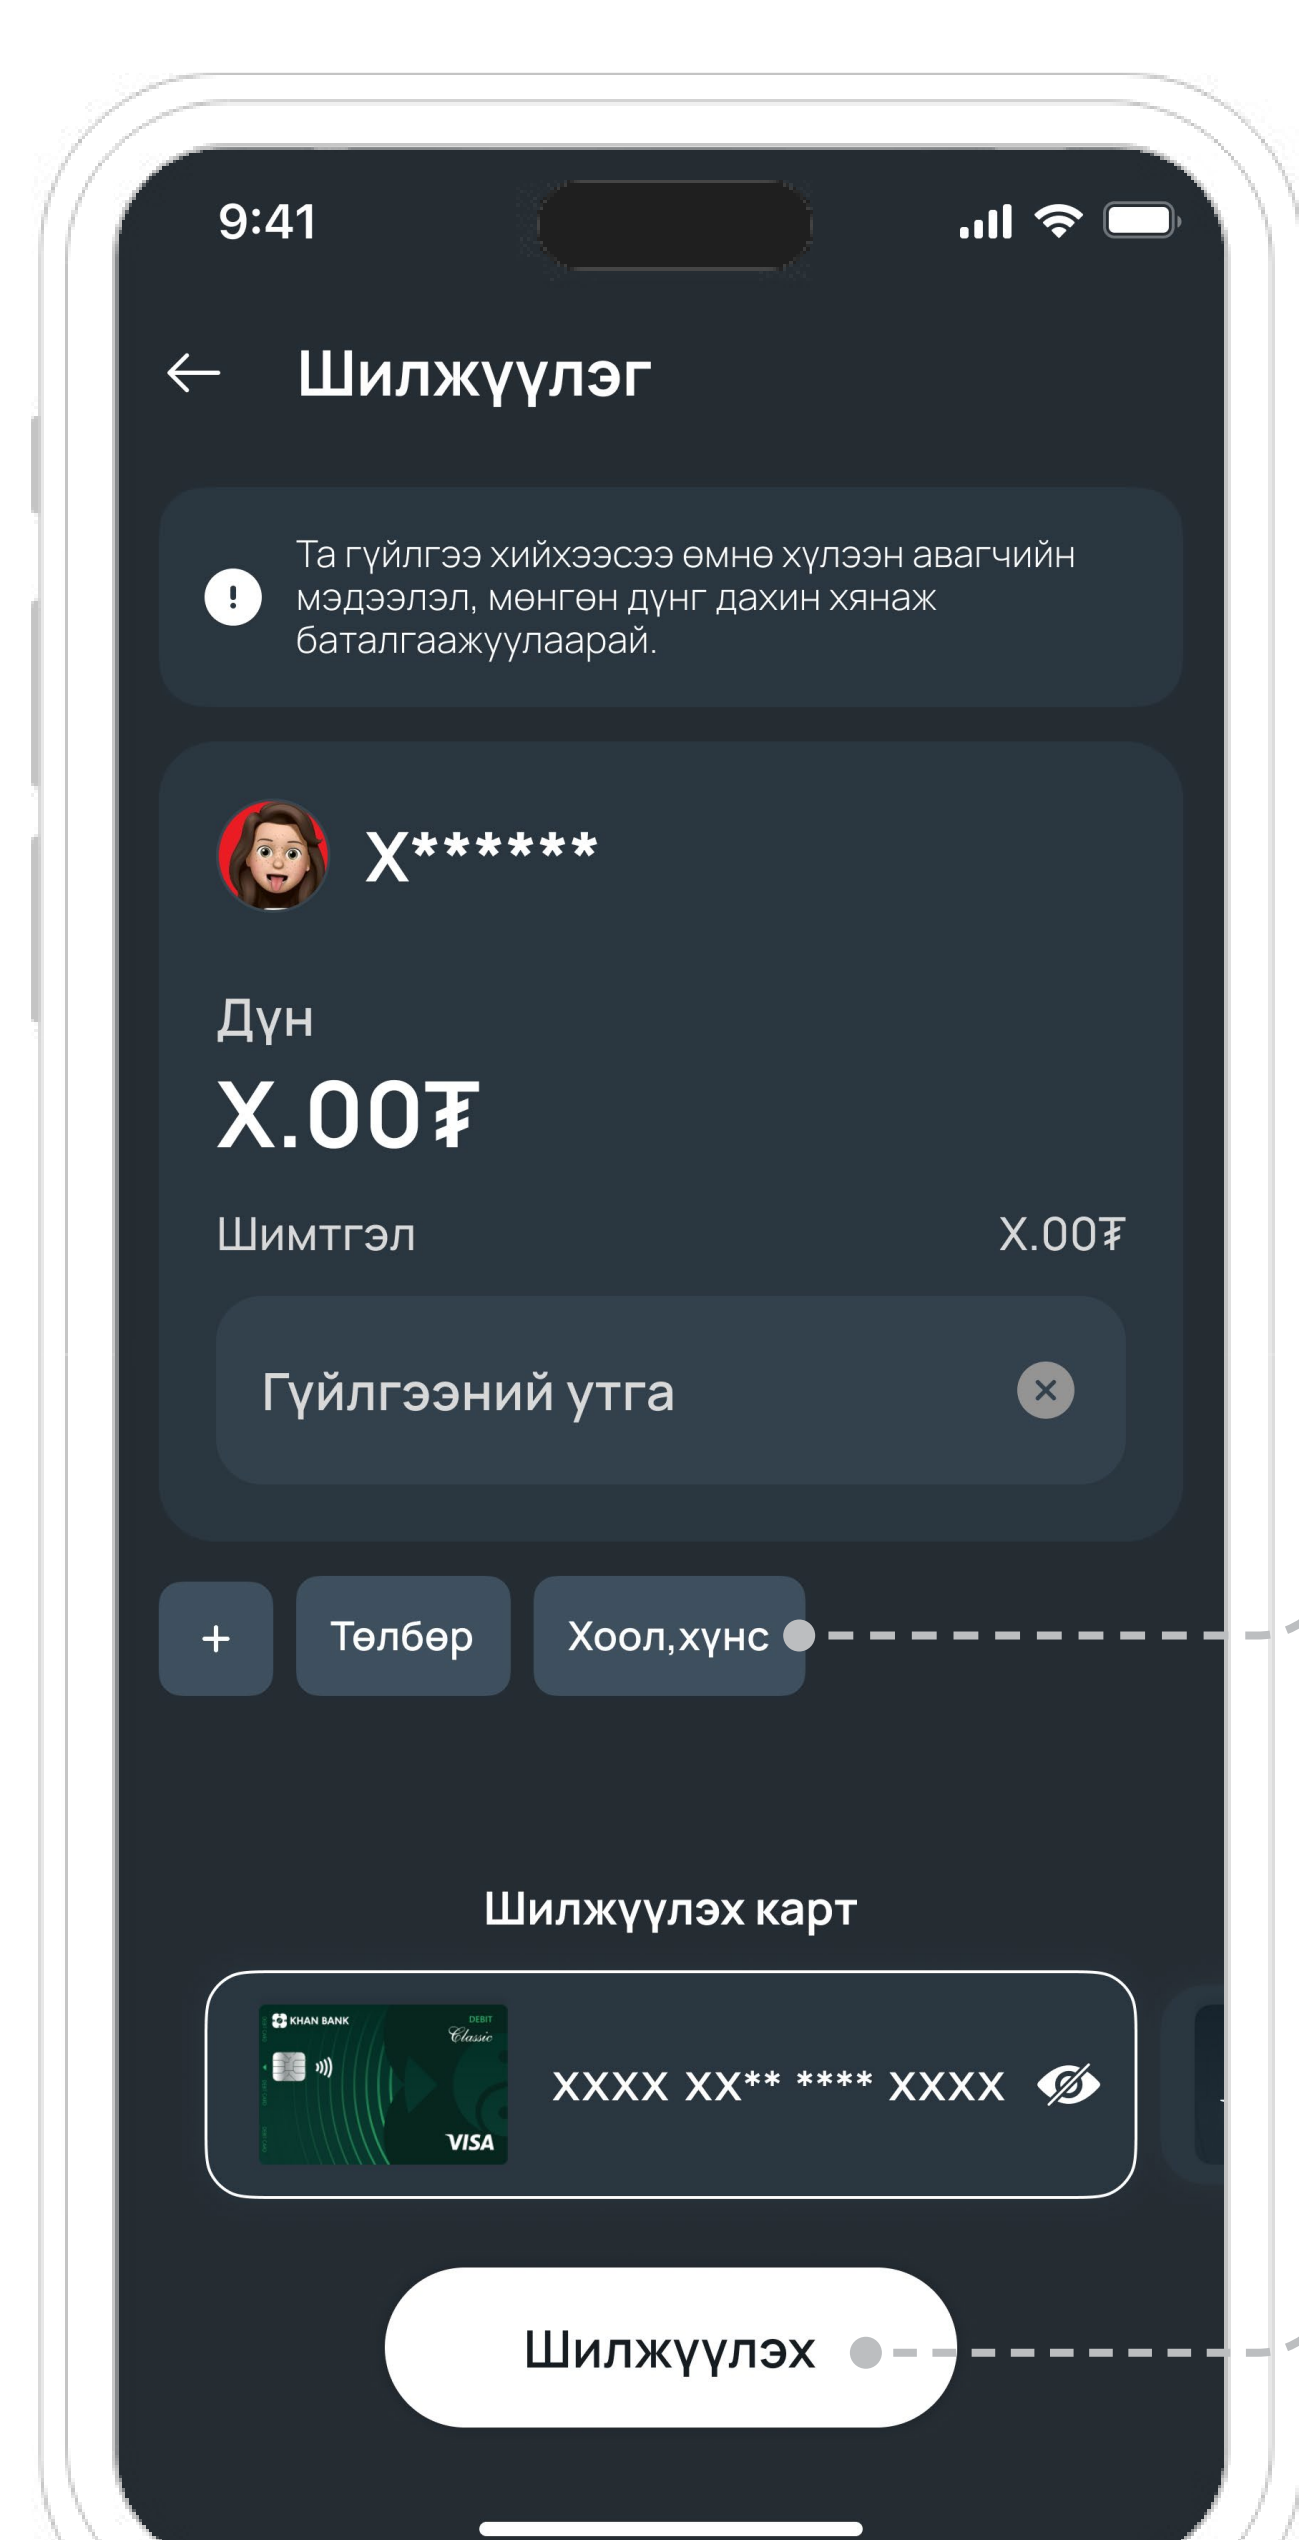 9:41
Шилжүүлэг
Та гүйлгээ хийхээсээ өмнө хүлээн авагчийн
мэдээлэл, мөнгөн дүнг дахин хянаж
баталгаажуулаарай.
X******
Дүн
X.00₮
Шимтгэл X.00₮
Гүйлгээний утга
+ Төлбөр Хоол,хүнс
Шилжүүлэх карт
KHAN BANK DEBIT
Classic
XXXX XX** **** XXXX
VISA
Шилжүүлэх